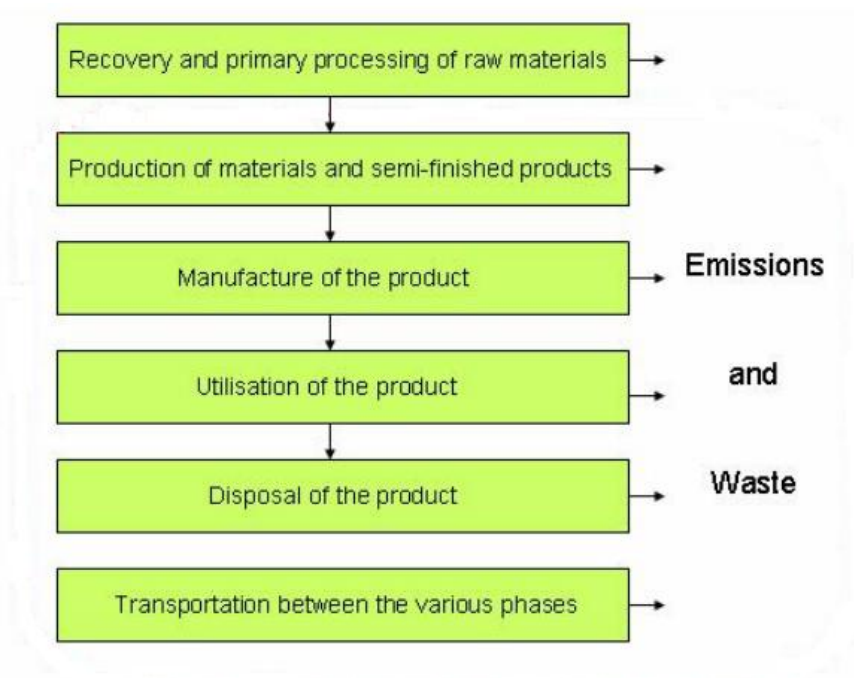 Recovery and primary processing of raw materials
Production of materials and semi-finished products
Manufacture of the product
Emissions
Utilisation of the product
and
Disposal of the product
Waste
Transportation between the various phases